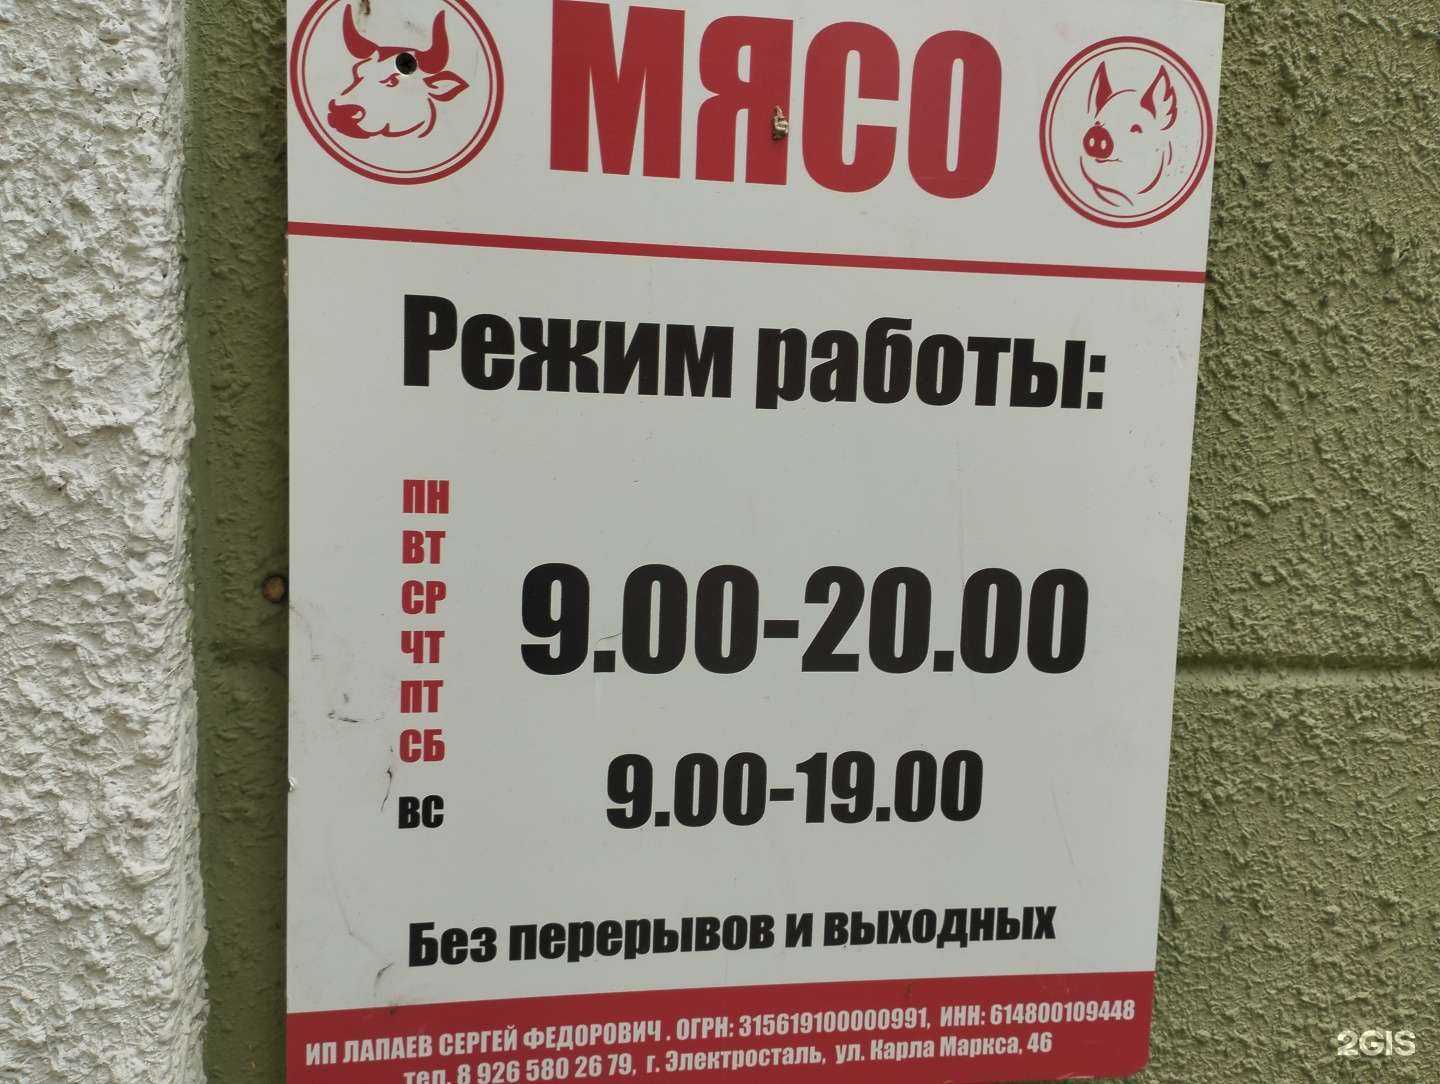 МЯСО
Режим работы:
ПН
ВТ
СР
ЧТ
ПТ
СБ
9.00-20.00
ВС 9.00-19.00
Без перерывов и выходных
ИП ЛАПАЕВ СЕРГЕЙ ФЕДОРОВИЧ . ОГРН: 315619100000991, ИНН: 614800109448
тел. 8 926 580 26 79, г. Электросталь, ул. Карла Маркса, 46
2GIS